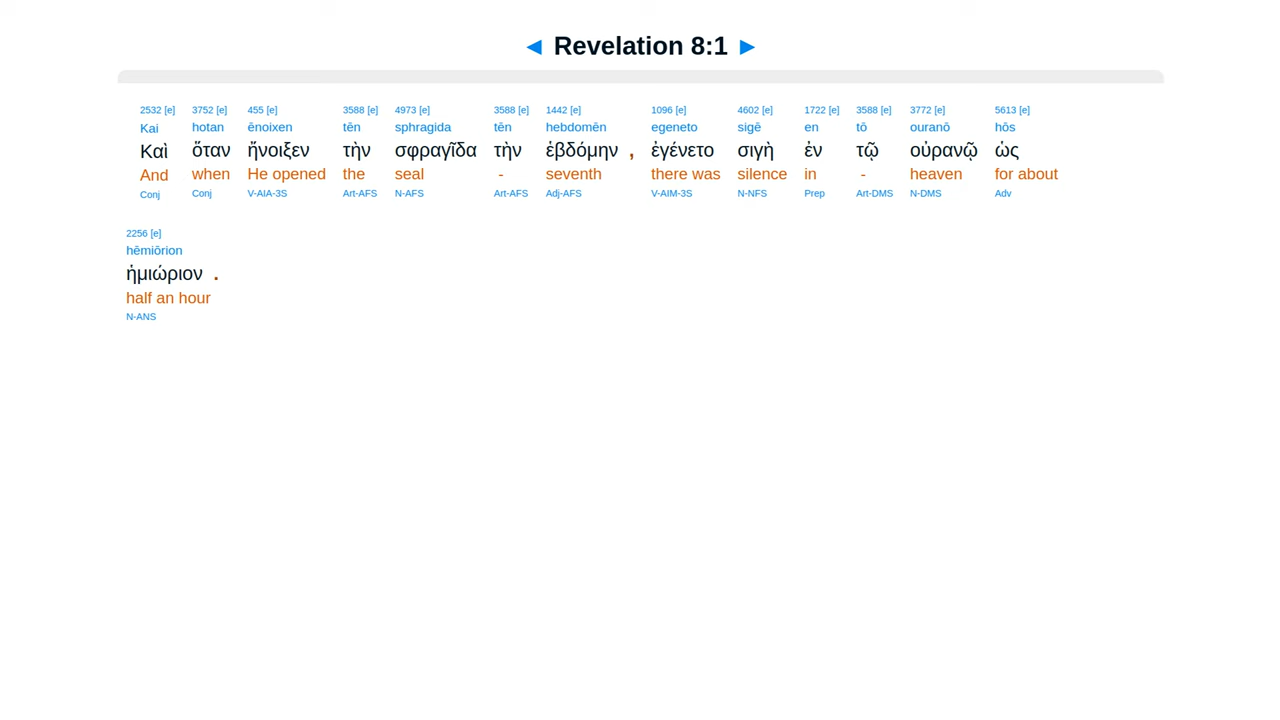 ◄ Revelation 8:1 ►
2532 [e] 3752 [e] 455 [e] 3588 [e] 4973 [e] 3588 [e] 1442 [e] 1096 [e] 4602 [e] 1722 [e] 3588 [e] 3772 [e] 5613 [e]
Kai hotan ēnoixen tēn sphragida tēn hebdomēn egeneto sigē en tō ouranō hōs
Καὶ ὅταν ἤνοιξεν τὴν σφραγῖδα τὴν ἑβδόμην , ἐγένετο σιγὴ ἐν τῷ οὐρανῷ ὡς
And when He opened the seal - seventh there was silence in - heaven for about
Conj Conj V-AIA-3S Art-AFS N-AFS Art-AFS Adj-AFS V-AIM-3S N-NFS Prep Art-DMS N-DMS Adv
2256 [e]
hēmiōrion
ἡμιώριον .
half an hour
N-ANS